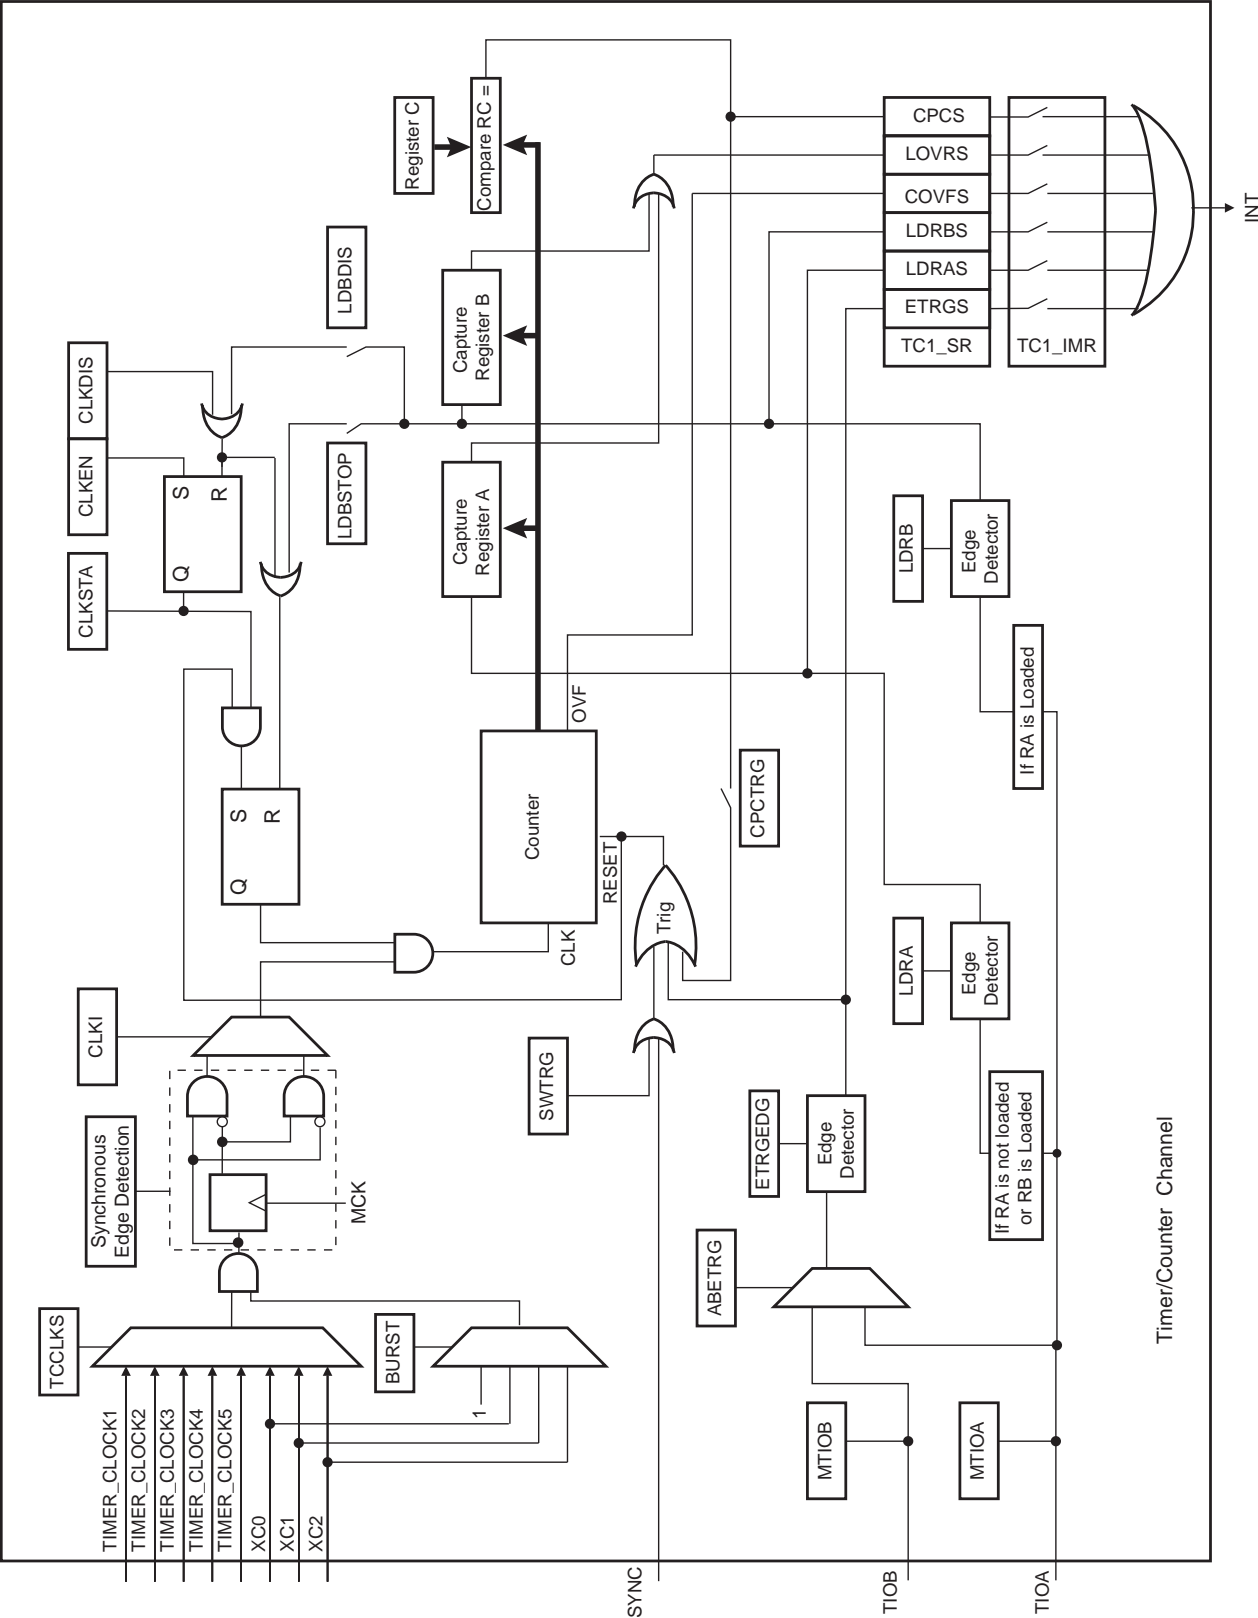 TIMER_CLOCK1
TIMER_CLOCK2
TIMER_CLOCK3
TIMER_CLOCK4
TIMER_CLOCK5
XC0
XC1
XC2
TCCLKS
BURST
1
Synchronous
Edge Detection
MCK
CLKI
CLKSTA
CLKEN
CLKDIS
Q
S
R
Q
S
R
LDBSTOP
LDBDIS
Register C
Capture
Register A
Capture
Register B
Compare RC =
Counter
CLK
RESET
OVF
SWTRG
Trig
CPCTRG
SYNC
MTIOB
TIOB
MTIOA
TIOA
ABETRG
ETRGEDG
Edge
Detector
LDRA
Edge
Detector
If RA is not loaded
or RB is Loaded
LDRB
Edge
Detector
If RA is Loaded
CPCS
LOVRS
COVFS
LDRBS
LDRAS
ETRGS
TC1_SR
TC1_IMR
INT
Timer/Counter Channel